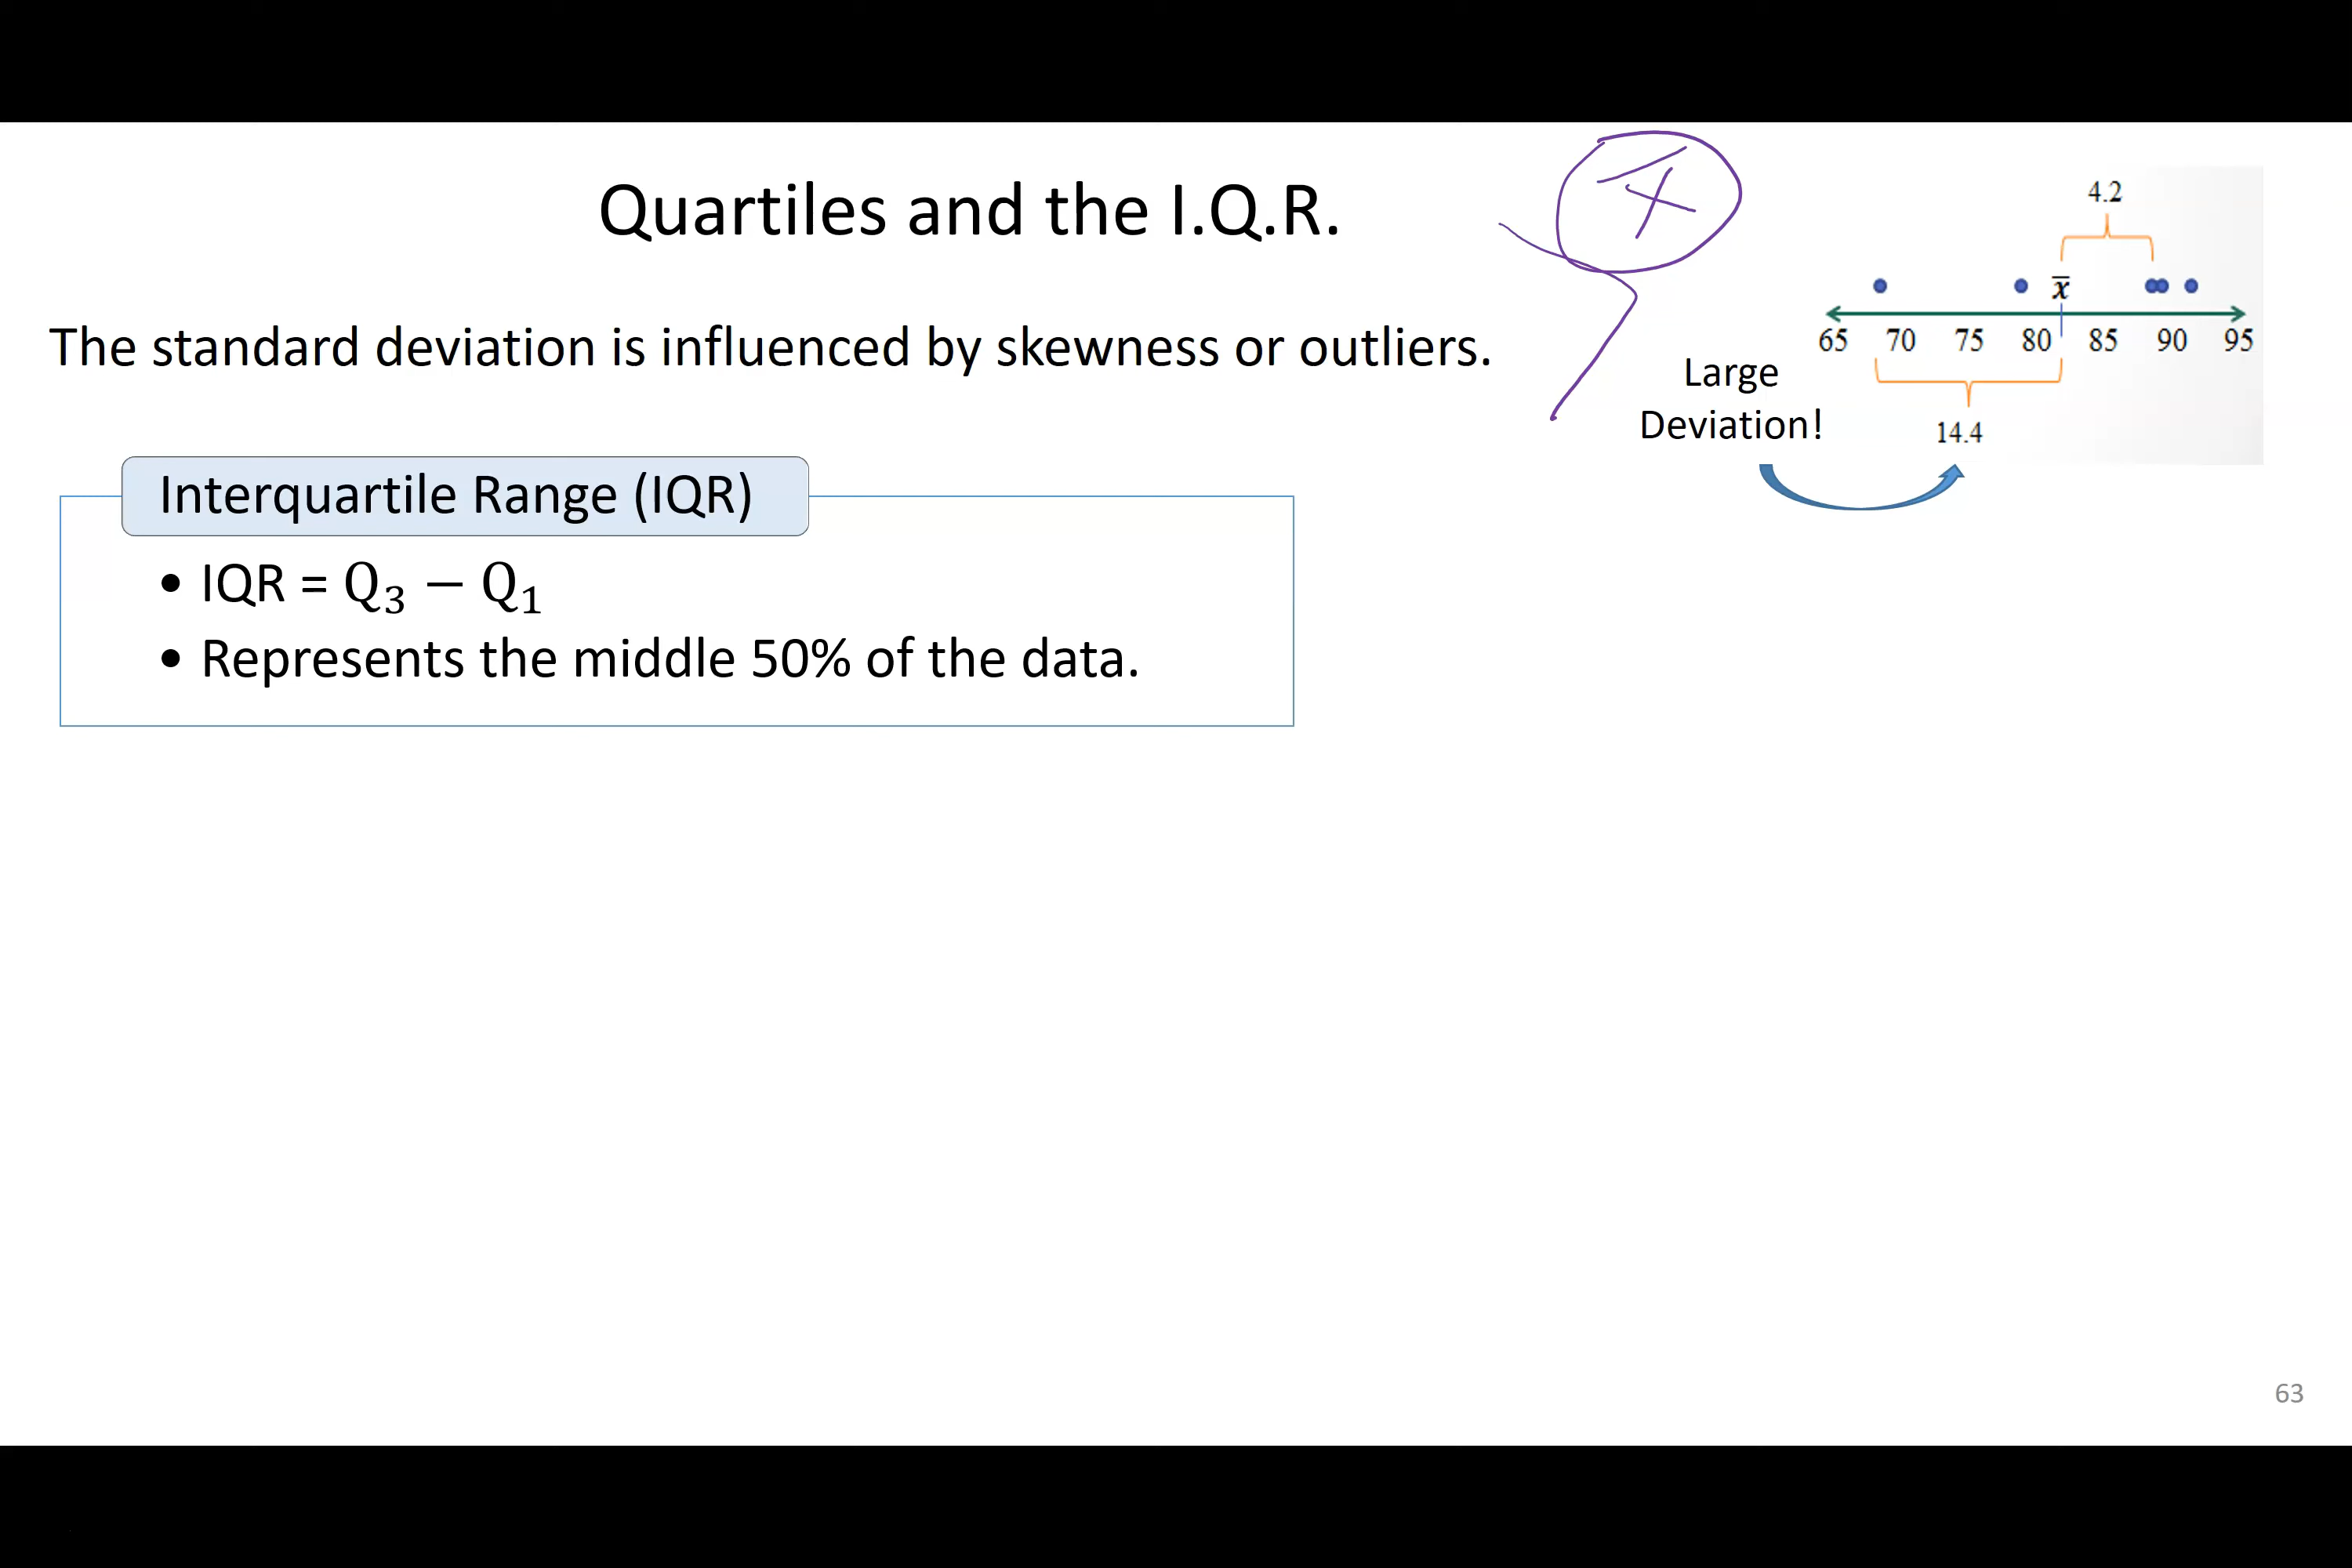 Quartiles and the I.Q.R.
x̄
The standard deviation is influenced by skewness or outliers.
4.2
x̄
65 70 75 80 85 90 95
14.4
Large
Deviation!
Interquartile Range (IQR)
• IQR = Q₃ − Q₁
• Represents the middle 50% of the data.
63